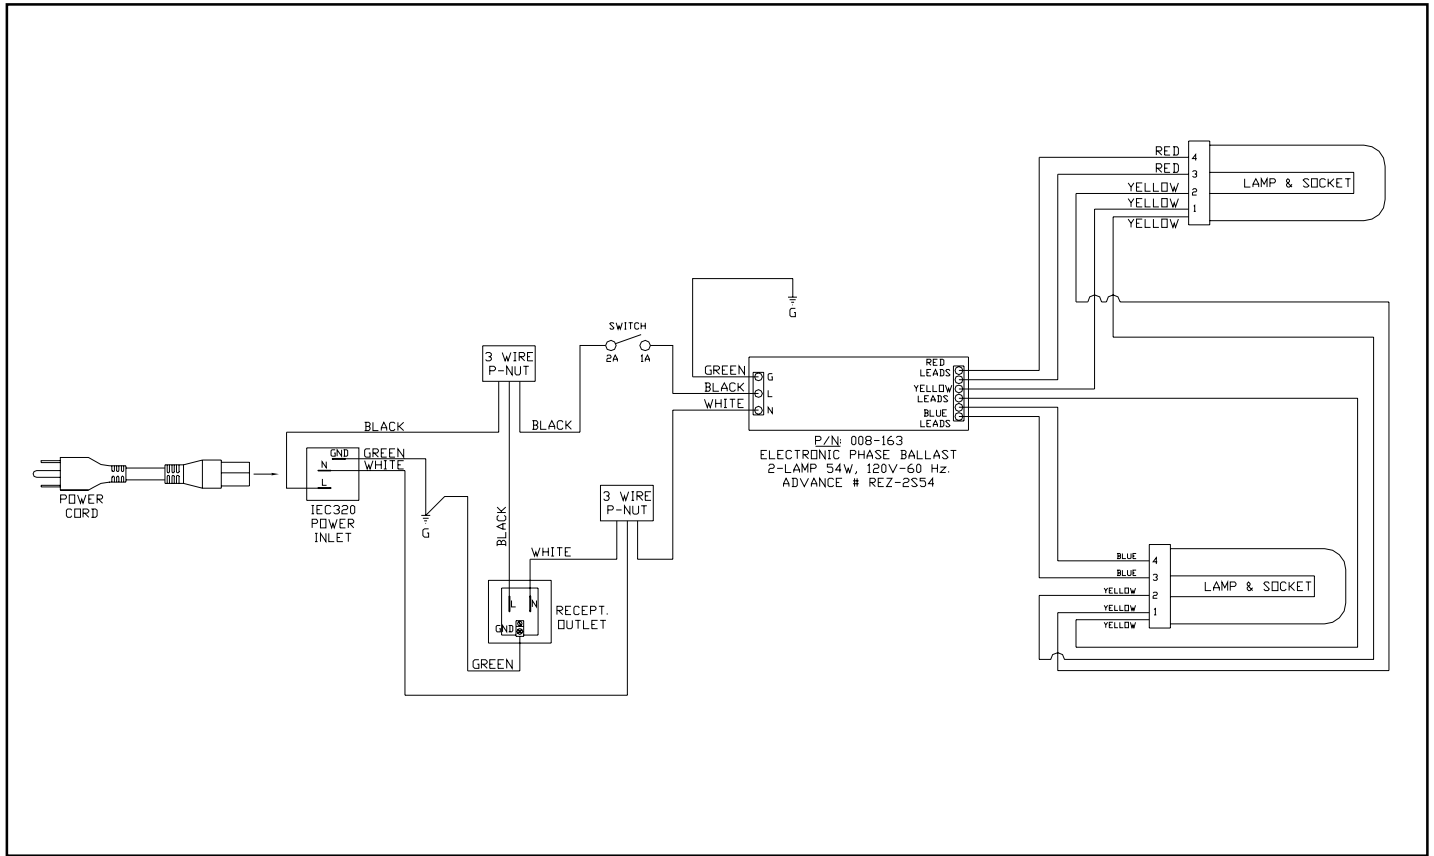 RED
RED
YELLOW
YELLOW
YELLOW
4
3
2
1
LAMP & SOCKET
G
SWITCH
2A 1A
3 WIRE
P-NUT
GREEN
BLACK
WHITE
G
L
N
RED
LEADS
YELLOW
LEADS
BLUE
LEADS
P/N: 008-163
ELECTRONIC PHASE BALLAST
2-LAMP 54W, 120V-60 Hz.
ADVANCE # REZ-2S54
BLACK
BLACK
GND
N
L
GREEN
WHITE
IEC320
POWER
INLET
POWER
CORD
G
BLACK
3 WIRE
P-NUT
WHITE
L N
GND
RECEPT.
OUTLET
GREEN
BLUE
BLUE
YELLOW
YELLOW
YELLOW
4
3
2
1
LAMP & SOCKET